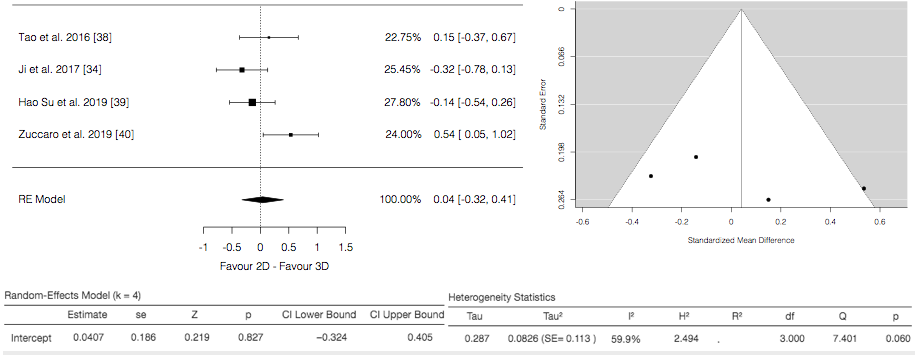 Tao et al. 2016 [38] 22.75% 0.15 [-0.37, 0.67]
Ji et al. 2017 [34] 25.45% -0.32 [-0.78, 0.13]
Hao Su et al. 2019 [39] 27.80% -0.14 [-0.54, 0.26]
Zuccaro et al. 2019 [40] 24.00% 0.54 [ 0.05, 1.02]
RE Model 100.00% 0.04 [-0.32, 0.41]
-1 -0.5 0 0.5 1 1.5
Favour 2D - Favour 3D
Standard Error
0
0.066
0.132
0.198
0.264
-0.6 -0.4 -0.2 0 0.2 0.4 0.6
Standardized Mean Difference
Random-Effects Model (k = 4)
Estimate se Z p CI Lower Bound CI Upper Bound
Intercept 0.0407 0.186 0.219 0.827 −0.324 0.405
Heterogeneity Statistics
Tau Tau² I² H² R² df Q p
0.287 0.0826 (SE= 0.113 ) 59.9% 2.494 . 3.000 7.401 0.060